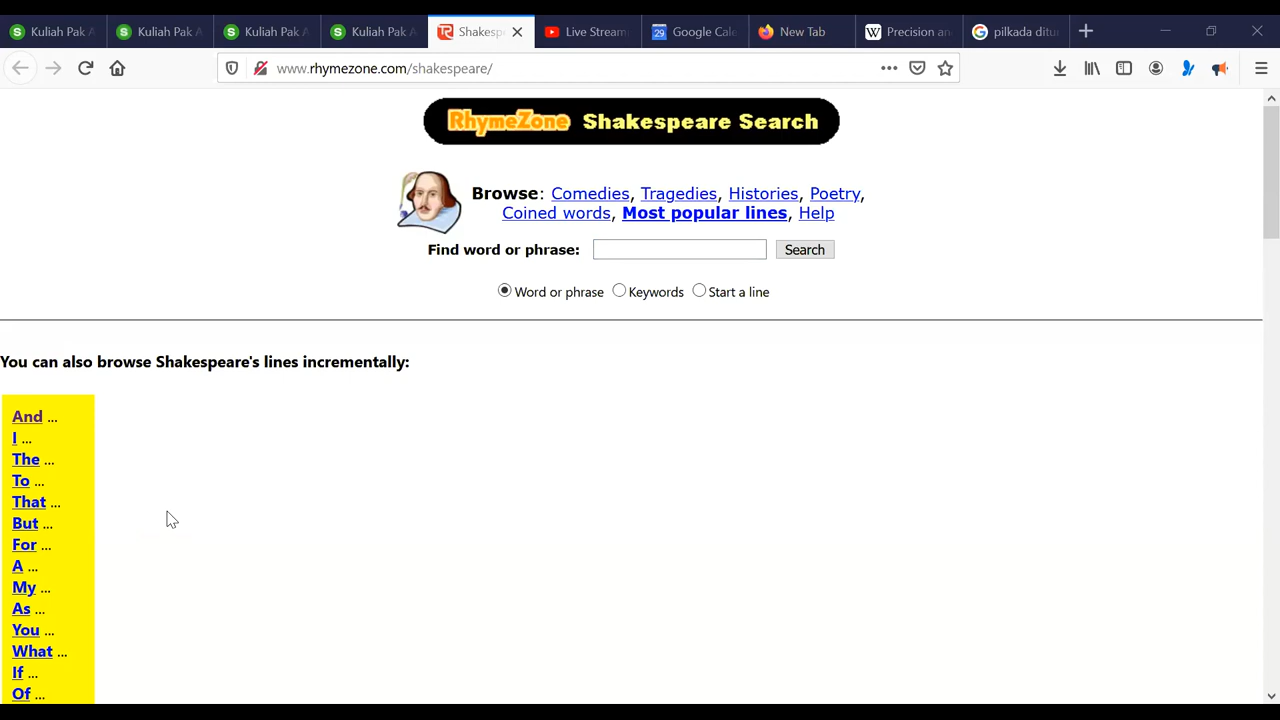 Kuliah Pak A
Kuliah Pak A
Kuliah Pak A
Kuliah Pak A
Shakesp
Live Stream
29 Google Cal
New Tab
W Precision an
pilkada ditu
www.rhymezone.com/shakespeare/
RhymeZone Shakespeare Search
Browse: Comedies, Tragedies, Histories, Poetry,
Coined words, Most popular lines, Help
Find word or phrase: Search
Word or phrase Keywords Start a line
You can also browse Shakespeare's lines incrementally:
And ...
I ...
The ...
To ...
That ...
But ...
For ...
A ...
My ...
As ...
You ...
What ...
If ...
Of ...